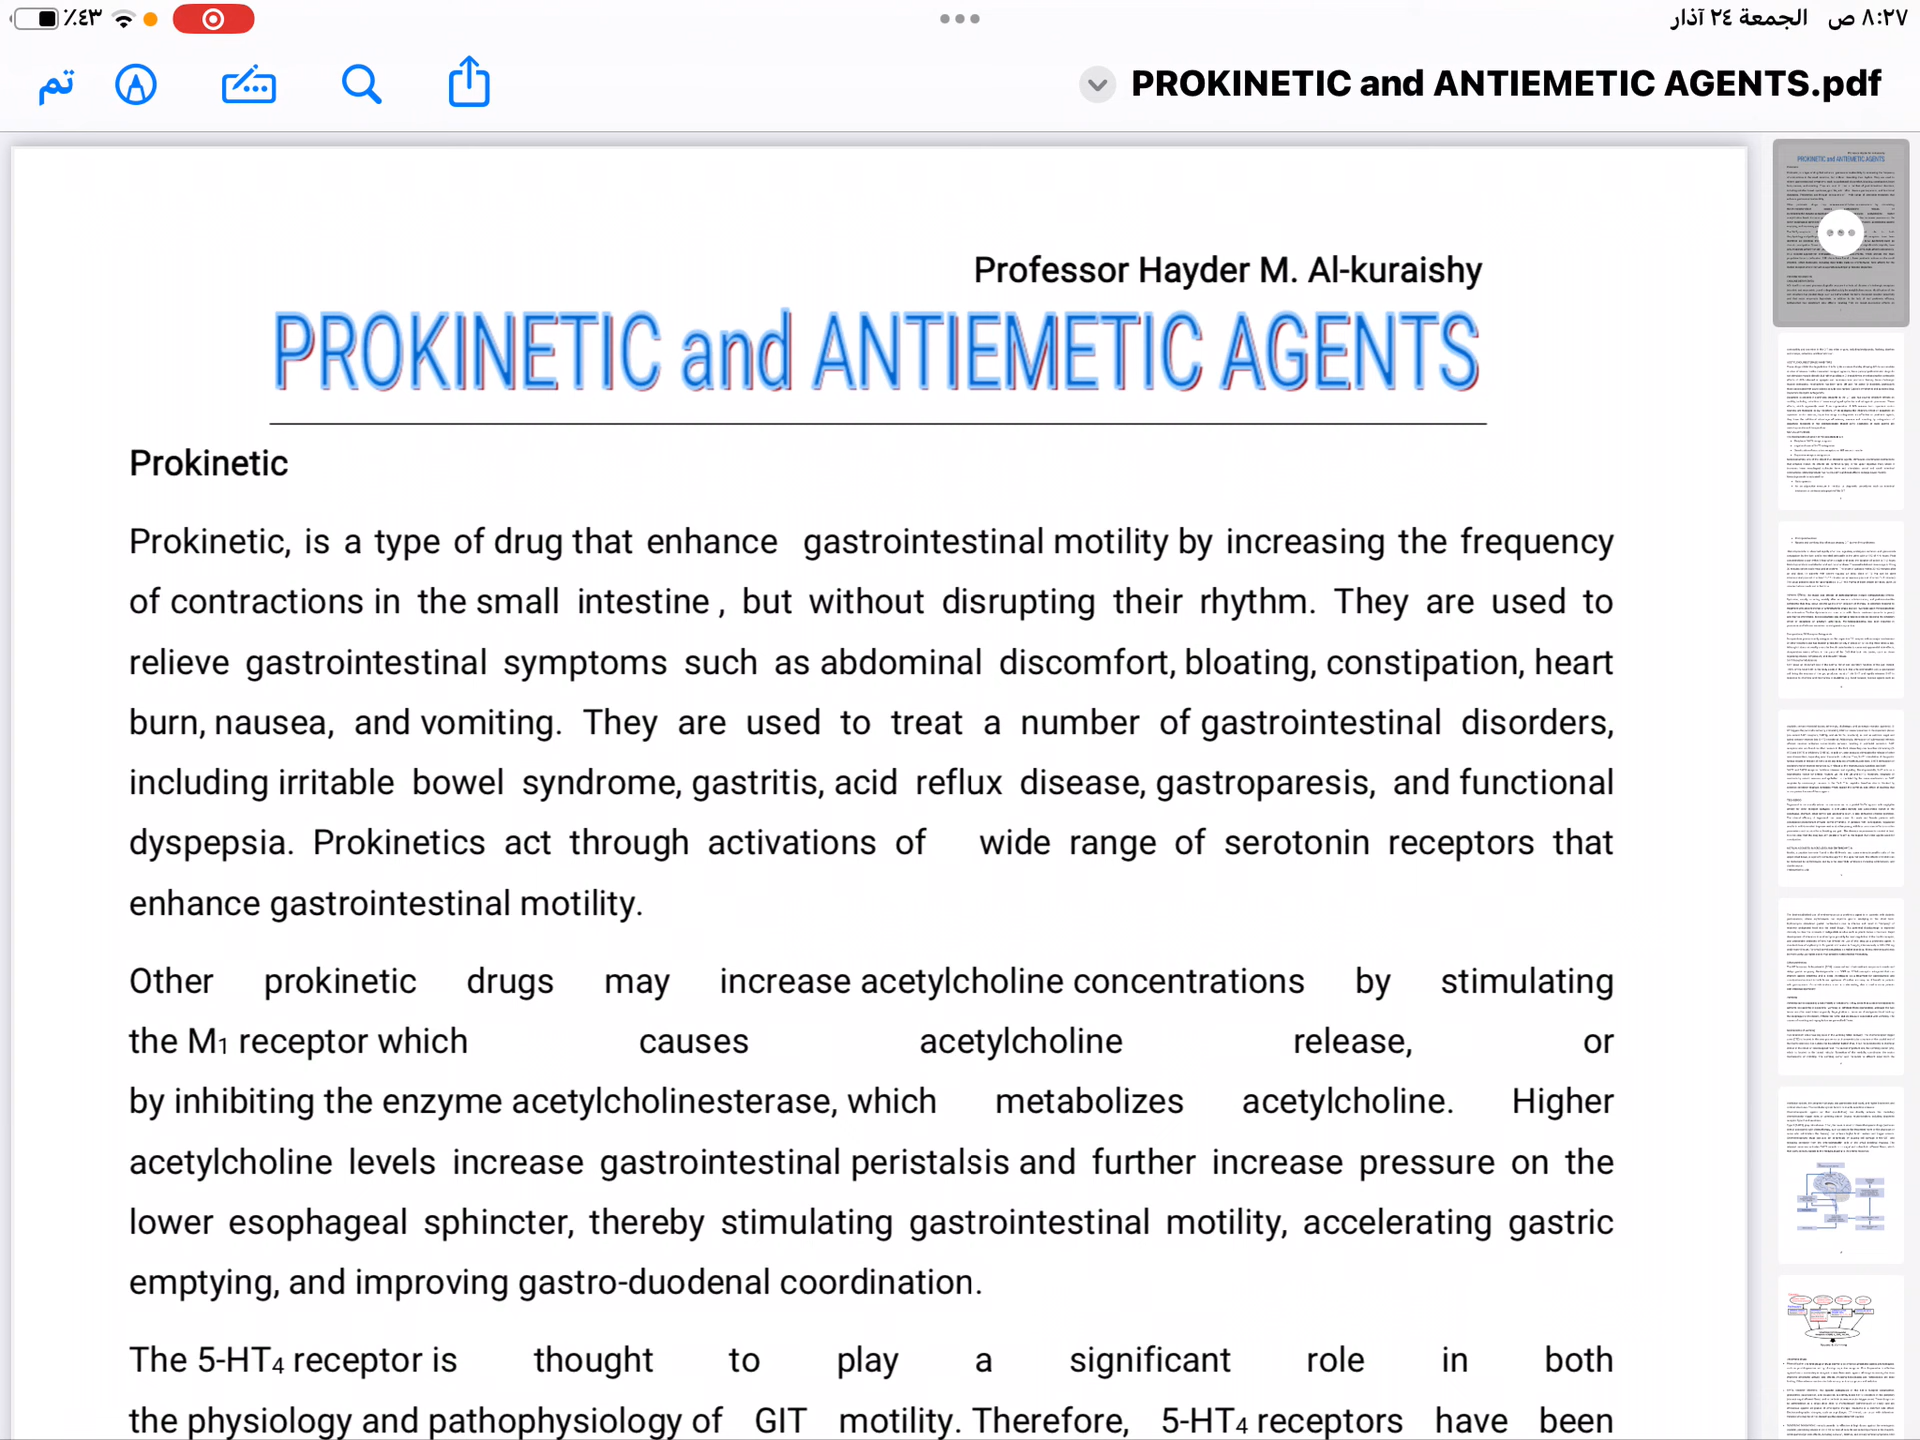 ٪٤٣
٨:٢٧ ص الجمعة ٢٤ آذار
تم
PROKINETIC and ANTIEMETIC AGENTS.pdf
Professor Hayder M. Al-kuraishy
PROKINETIC and ANTIEMETIC AGENTS
Prokinetic
Prokinetic, is a type of drug that enhance gastrointestinal motility by increasing the frequency
of contractions in the small intestine , but without disrupting their rhythm. They are used to
relieve gastrointestinal symptoms such as abdominal discomfort, bloating, constipation, heart
burn, nausea, and vomiting. They are used to treat a number of gastrointestinal disorders,
including irritable bowel syndrome, gastritis, acid reflux disease, gastroparesis, and functional
dyspepsia. Prokinetics act through activations of wide range of serotonin receptors that
enhance gastrointestinal motility.
Other prokinetic drugs may increase acetylcholine concentrations by stimulating
the M₁ receptor which causes acetylcholine release, or
by inhibiting the enzyme acetylcholinesterase, which metabolizes acetylcholine. Higher
acetylcholine levels increase gastrointestinal peristalsis and further increase pressure on the
lower esophageal sphincter, thereby stimulating gastrointestinal motility, accelerating gastric
emptying, and improving gastro-duodenal coordination.
The 5-HT₄ receptor is thought to play a significant role in both
the physiology and pathophysiology of GIT motility. Therefore, 5-HT₄ receptors have been